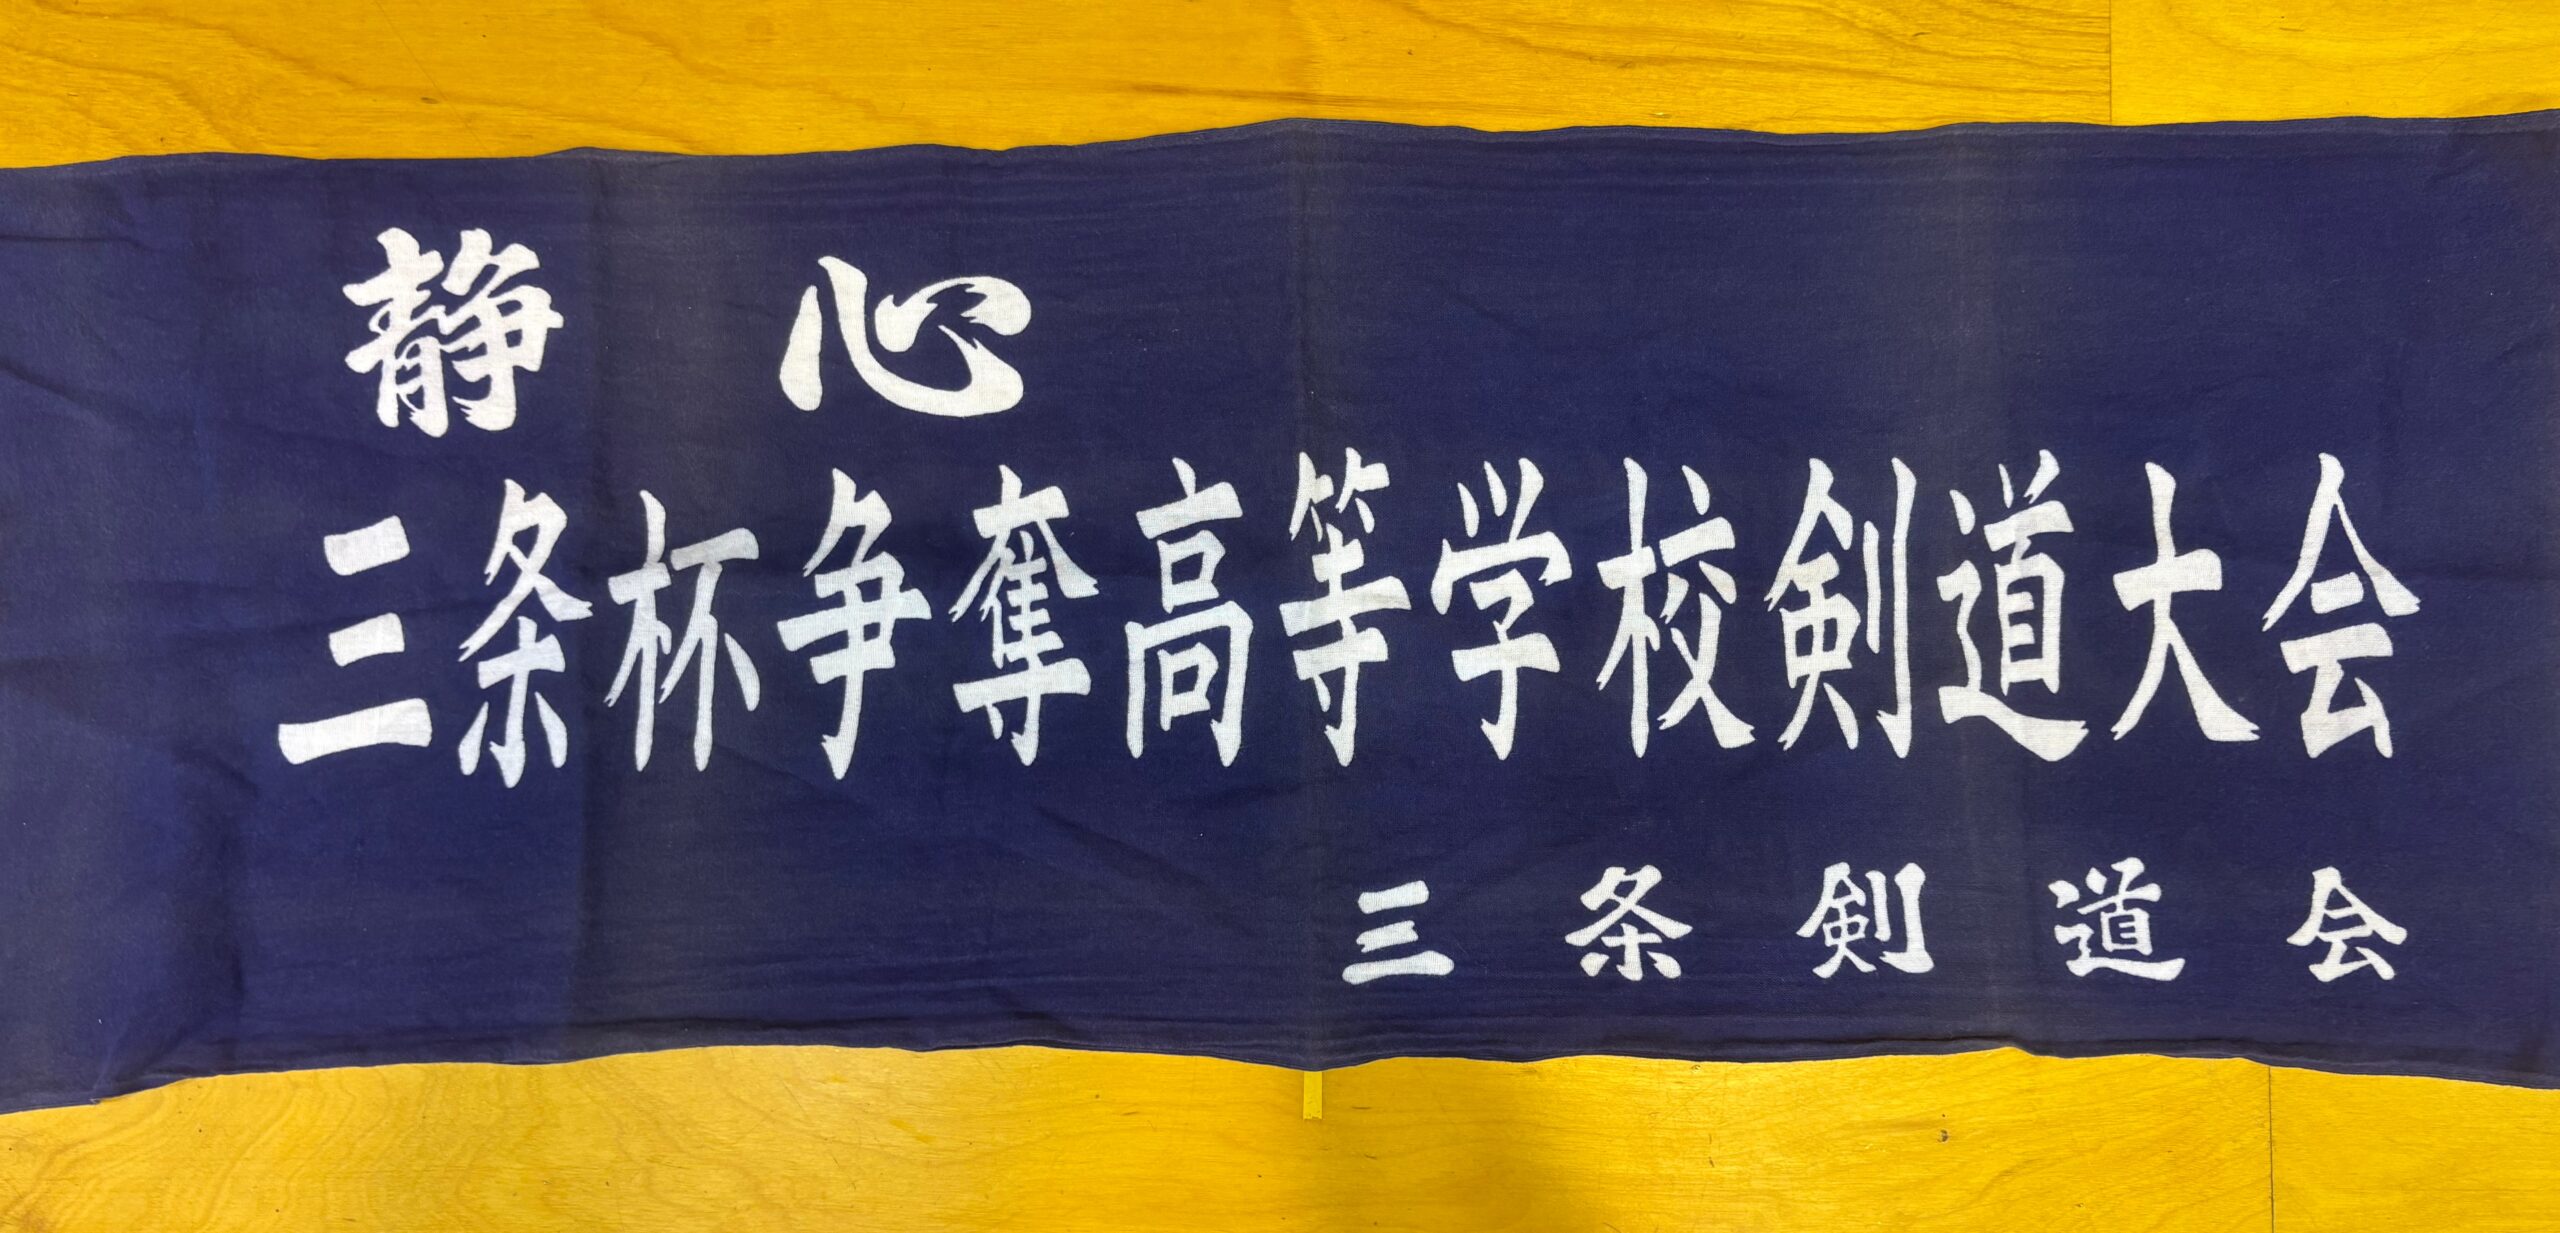 静心
三条杯争奪高等学校剣道大会
三条剣道会